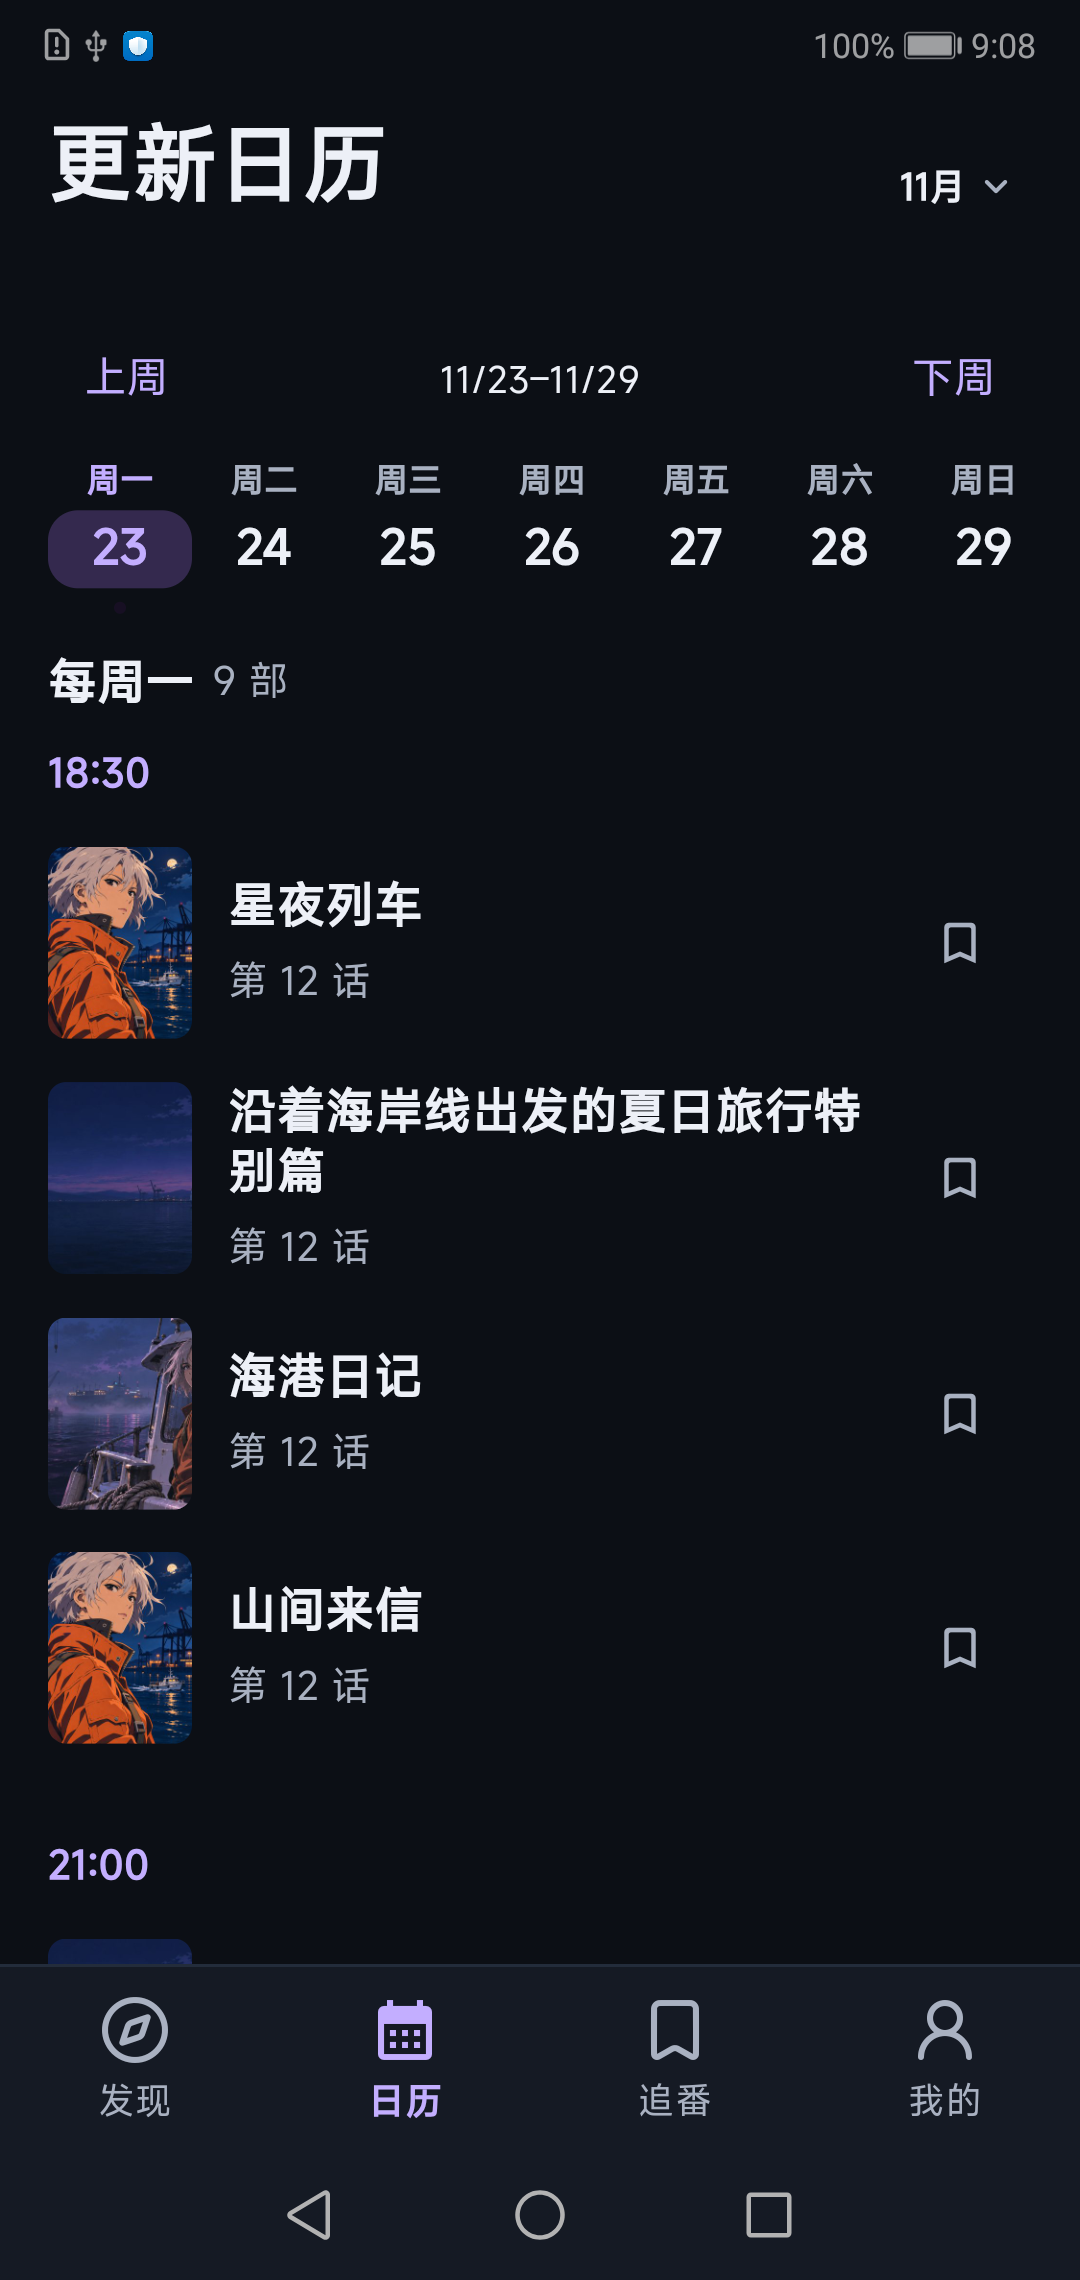 100% 9:08
更新日历
11月
上周 11/23–11/29 下周
周一 周二 周三 周四 周五 周六 周日
23 24 25 26 27 28 29
每周一 9 部
18:30
星夜列车
第 12 话
沿着海岸线出发的夏日旅行特
别篇
第 12 话
海港日记
第 12 话
山间来信
第 12 话
21:00
发现 日历 追番 我的